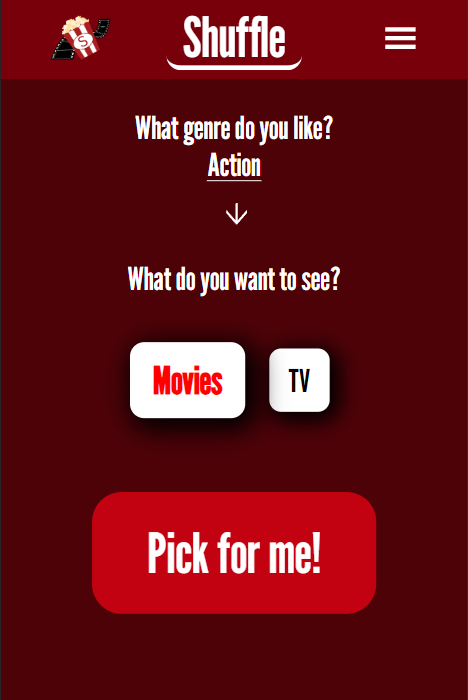 S
Shuffle
What genre do you like?
Action
What do you want to see?
Movies
TV
Pick for me!